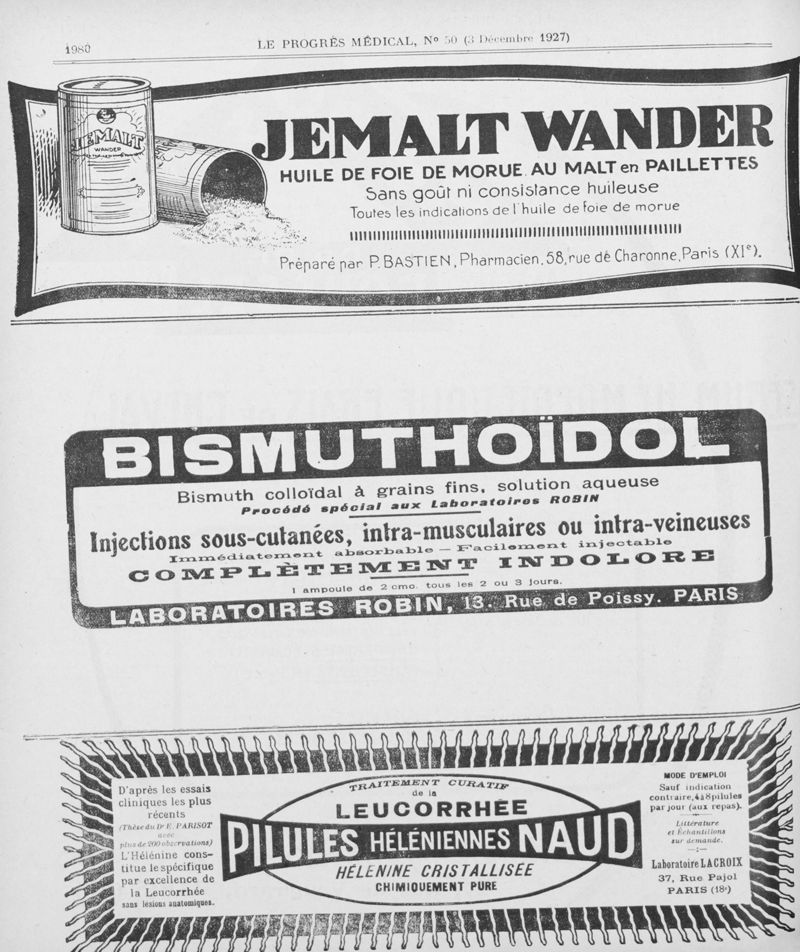 1980
LE PROGRÈS MÉDICAL, No 50 (3 Décembre 1927)
JEMALT
WANDER
JEMALT WANDER
HUILE DE FOIE DE MORUE AU MALT en PAILLETTES
Sans goût ni consistance huileuse
Toutes les indications de l'huile de foie de morue
Préparé par P. BASTIEN, Pharmacien, 58, rue de Charonne, Paris (XIe).
BISMUTHOÏDOL
Bismuth colloïdal à grains fins, solution aqueuse
Procédé spécial aux Laboratoires ROBIN
Injections sous-cutanées, intra-musculaires ou intra-veineuses
Immédiatement absorbable — Facilement injectable
COMPLÈTEMENT INDOLORE
1 ampoule de 2 cmc. tous les 2 ou 3 jours.
LABORATOIRES ROBIN, 13, Rue de Poissy. PARIS
D'après les essais
cliniques les plus
récents
(Thèse du Dr E. PARISOT
avec
plus de 200 observations)
L'Hélénine cons-
titue le spécifique
par excellence de
la Leucorrhée
sans lésions anatomiques.
TRAITEMENT CURATIF
de la
LEUCORRHÉE
PILULES HÉLÉNIENNES NAUD
HÉLÉNINE CRISTALLISÉE
CHIMIQUEMENT PURE
MODE D'EMPLOI
Sauf indication
contraire, 4 à 8 pilules
par jour (aux repas).
Littérature
et Échantillons
sur demande.
Laboratoire LACROIX
37, Rue Pajol
PARIS (18e)